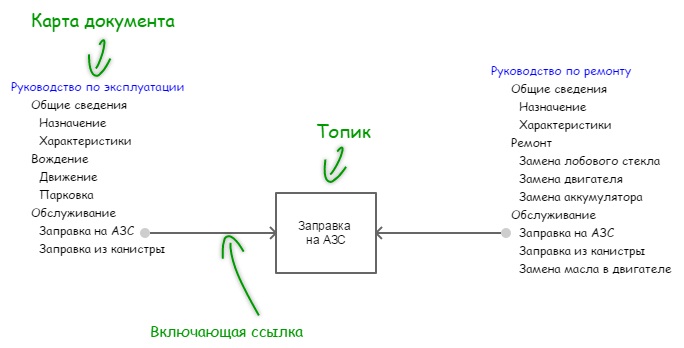 Карта документа
Руководство по эксплуатации
Общие сведения
Назначение
Характеристики
Вождение
Движение
Парковка
Обслуживание
Заправка на АЗС
Заправка из канистры
Топик
Заправка
на АЗС
Включающая ссылка
Руководство по ремонту
Общие сведения
Назначение
Характеристики
Ремонт
Замена лобового стекла
Замена двигателя
Замена аккумулятора
Обслуживание
Заправка на АЗС
Заправка из канистры
Замена масла в двигателе